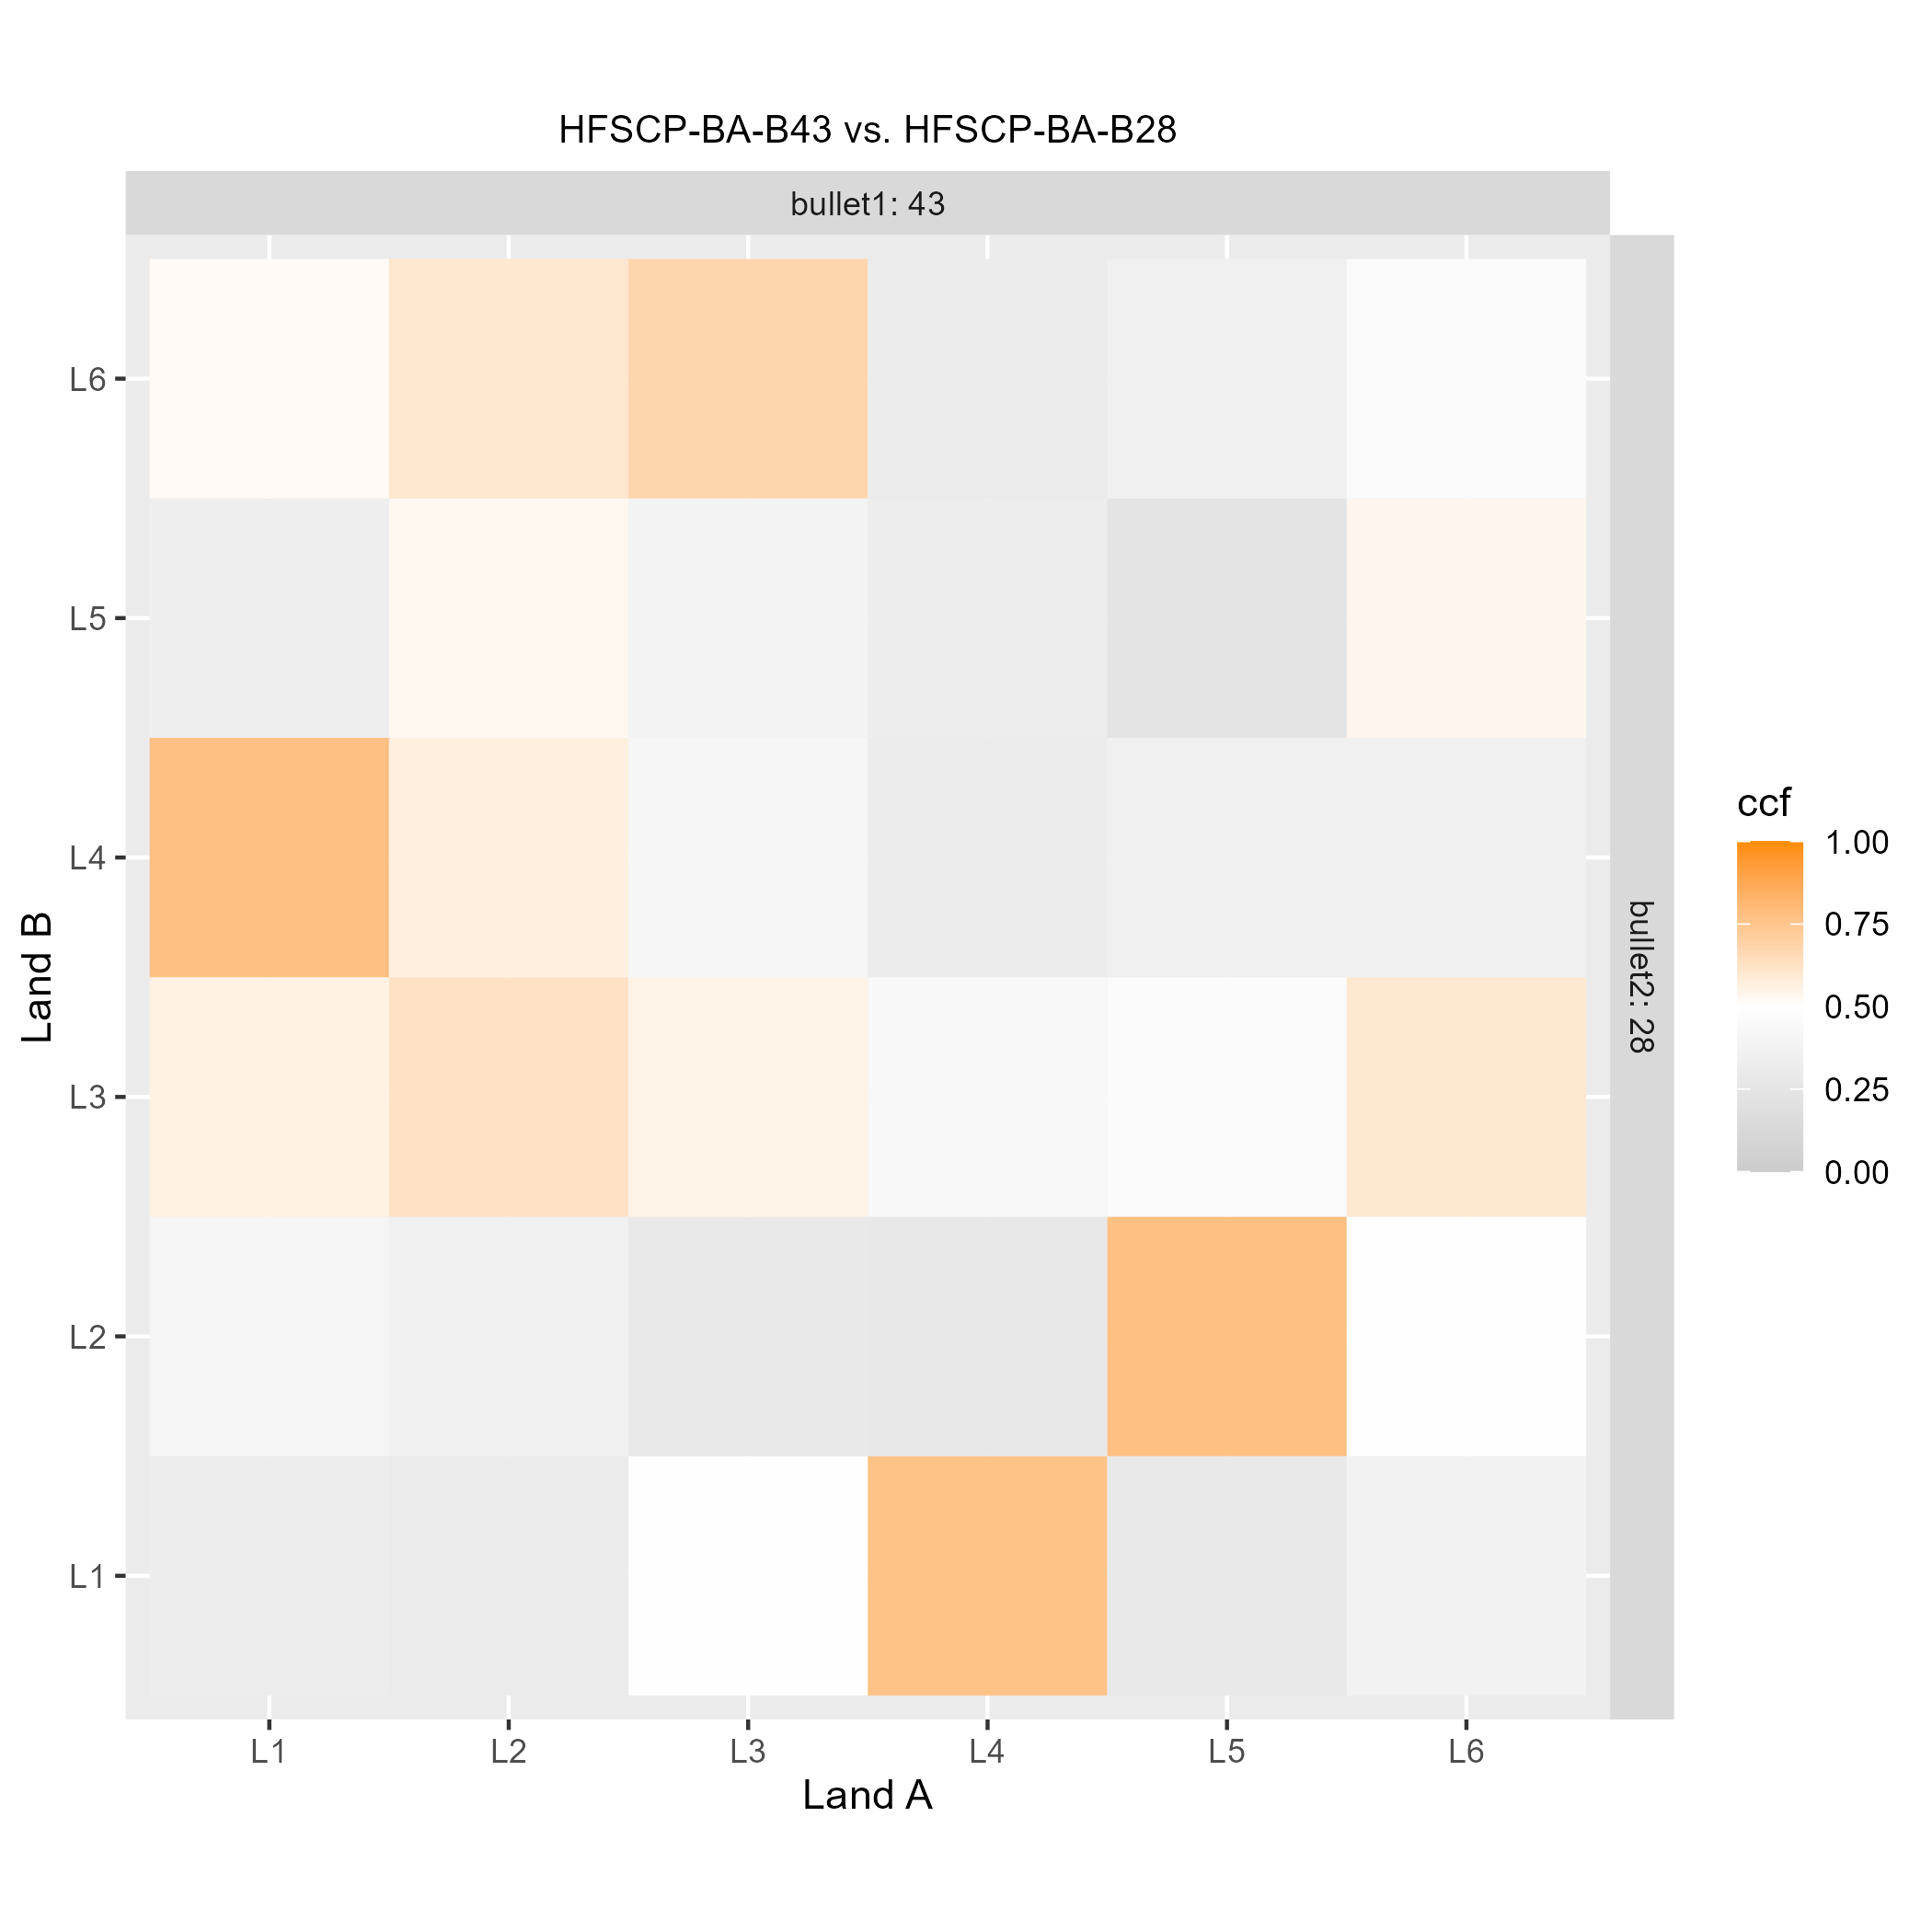 HFSCP-BA-B43 vs. HFSCP-BA-B28
bullet1: 43
L6
L5
L4
L3
L2
L1
Land B
bullet2: 28
L1
L2
L3
L4
L5
L6
Land A
ccf
1.00
0.75
0.50
0.25
0.00